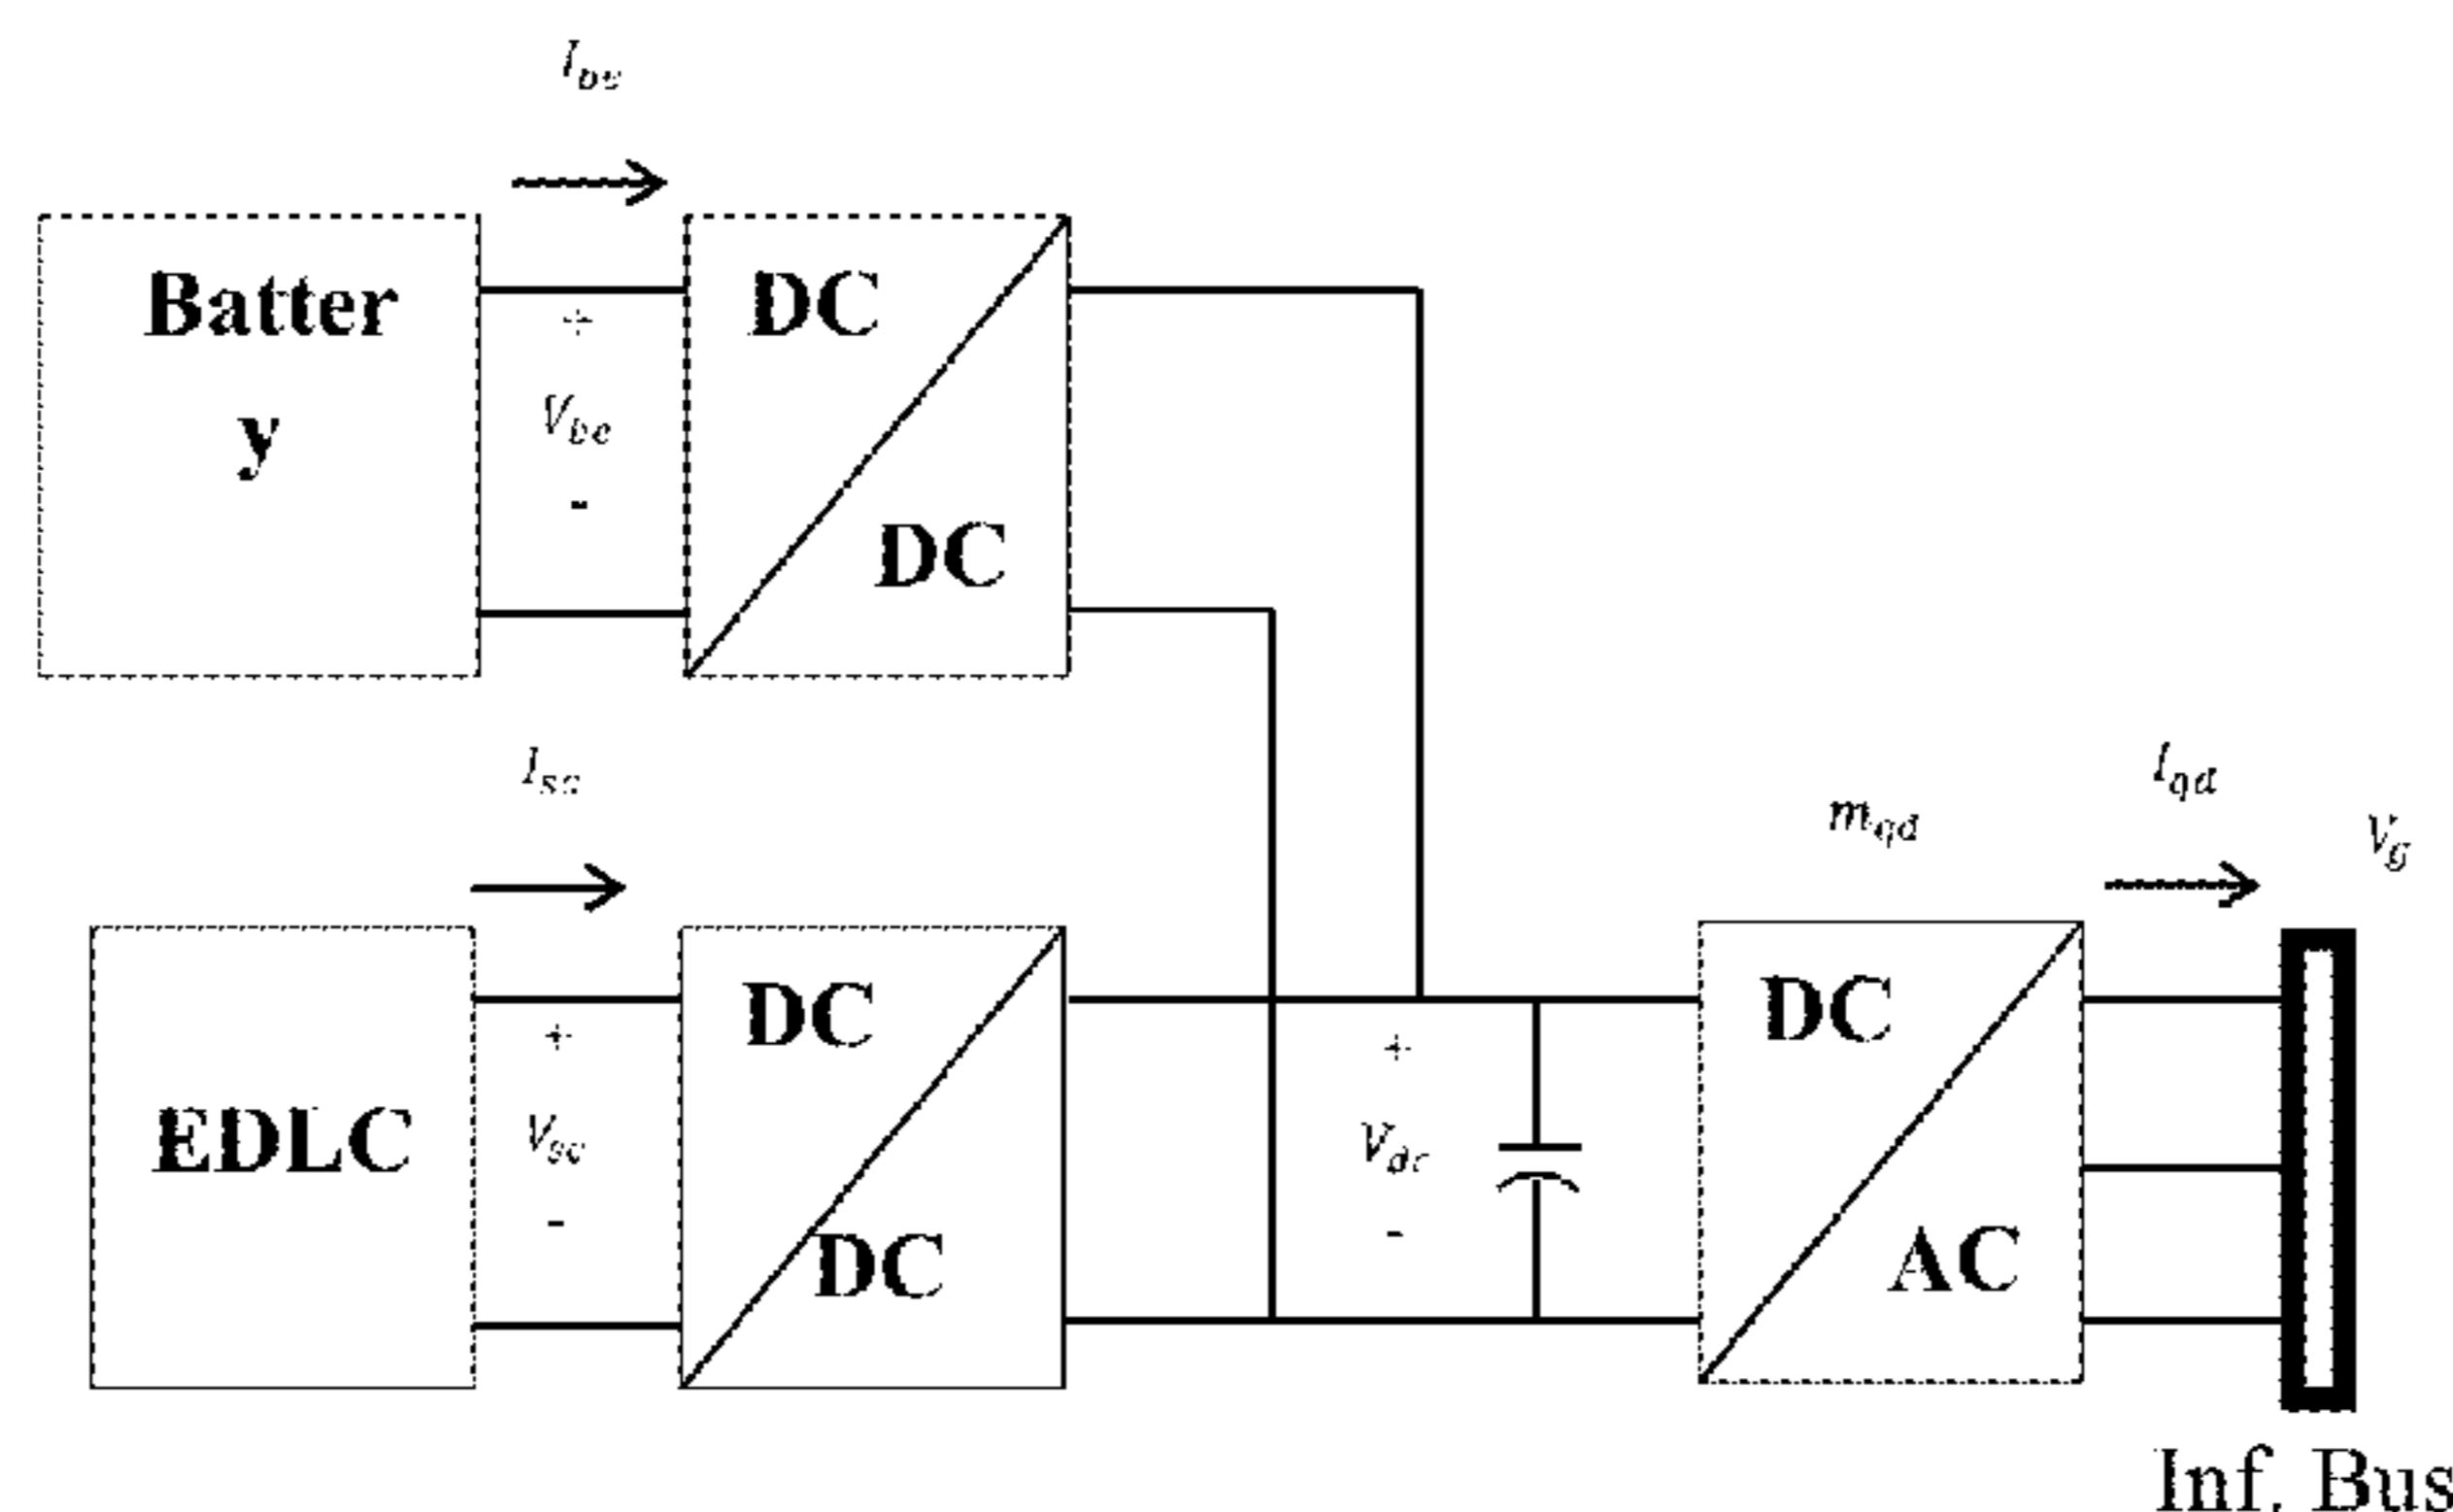 I_be
Batter
y
DC
DC
+
V_be
-
I_sc
EDLC
+
V_sc
-
DC
DC
+
V_dc
-
m_qd
DC
AC
I_qd
V_g
Inf. Bus